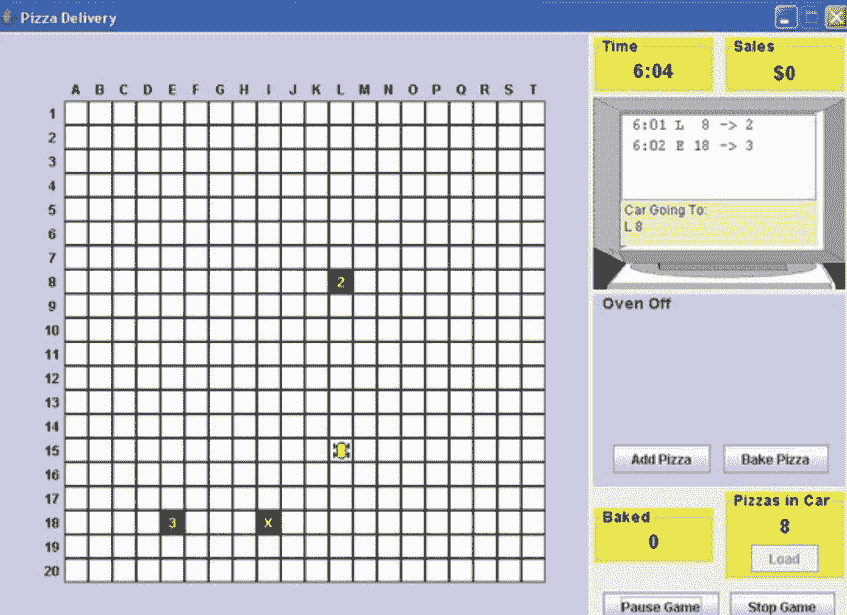 Pizza Delivery
Time
6:04
Sales
$0
A B C D E F G H I J K L M N O P Q R S T
1
2
3
4
5
6
7
8
9
10
11
12
13
14
15
16
17
18
19
20
2
3
X
6:01 L 8 -> 2
6:02 E 18 -> 3
Car Going To:
L 8
Oven Off
Add Pizza
Bake Pizza
Baked
0
Pizzas in Car
8
Load
Pause Game
Stop Game